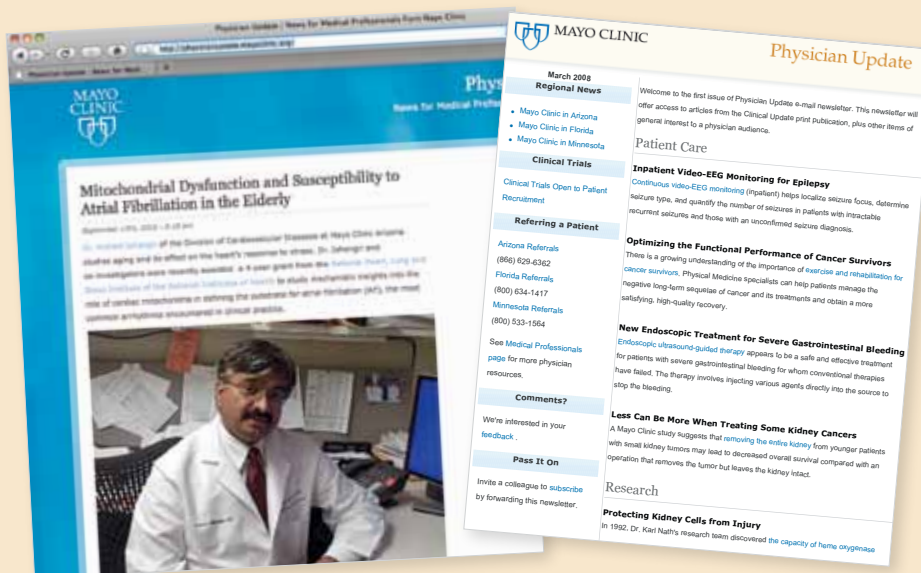 Physician Update | News for Medical Professionals From Mayo Clinic
http://physicianupdate.mayoclinic.org/
Physician Update - News for Medi
MAYO
CLINIC
Phys
News for Medical Profess
Mitochondrial Dysfunction and Susceptibility to
Atrial Fibrillation in the Elderly
of the Division of Cardiovascular Diseases at Mayo Clinic Arizona
studies aging and its effect on the heart's response to stress. Dr. Jahangir and
co-investigators were recently awarded a 4-year grant from the National Heart, Lung and
Blood Institute of the National Institutes of Health to study mechanistic insights into the
role of cardiac mitochondria in defining the substrate for atrial fibrillation (AF), the most
common arrhythmia encountered in clinical practice.
MAYO CLINIC
Physician Update
March 2008
Regional News
• Mayo Clinic in Arizona
• Mayo Clinic in Florida
• Mayo Clinic in Minnesota
Clinical Trials
Clinical Trials Open to Patient
Recruitment
Referring a Patient
Arizona Referrals
(866) 629-6362
Florida Referrals
(800) 634-1417
Minnesota Referrals
(800) 533-1564
See Medical Professionals
page for more physician
resources.
Comments?
We're interested in your
feedback .
Pass It On
Invite a colleague to subscribe
by forwarding this newsletter.
Welcome to the first issue of Physician Update e-mail newsletter. This newsletter will
offer access to articles from the Clinical Update print publication, plus other items of
general interest to a physician audience.
Patient Care
Inpatient Video-EEG Monitoring for Epilepsy
Continuous video-EEG monitoring (inpatient) helps localize seizure focus, determine
seizure type, and quantify the number of seizures in patients with intractable
recurrent seizures and those with an unconfirmed seizure diagnosis.
Optimizing the Functional Performance of Cancer Survivors
There is a growing understanding of the importance of exercise and rehabilitation for
cancer survivors. Physical Medicine specialists can help patients manage the
negative long-term sequelae of cancer and its treatments and obtain a more
satisfying, high-quality recovery.
New Endoscopic Treatment for Severe Gastrointestinal Bleeding
Endoscopic ultrasound-guided therapy appears to be a safe and effective treatment
for patients with severe gastrointestinal bleeding for whom conventional therapies
have failed. The therapy involves injecting various agents directly into the source to
stop the bleeding.
Less Can Be More When Treating Some Kidney Cancers
A Mayo Clinic study suggests that removing the entire kidney from younger patients
with small kidney tumors may lead to decreased overall survival compared with an
operation that removes the tumor but leaves the kidney intact.
Research
Protecting Kidney Cells from Injury
In 1992, Dr. Karl Nath's research team discovered the capacity of heme oxygenase